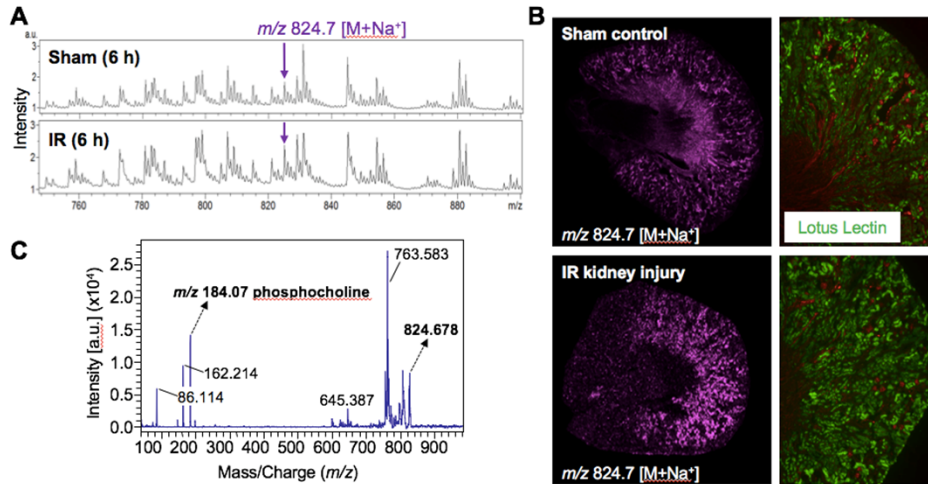 A
a.u.
3
2
1
Sham (6 h)
m/z 824.7 [M+Na⁺]
3
2
1
IR (6 h)
Intensity
760 780 800 820 840 860 880 m/z
B
Sham control
m/z 824.7 [M+Na⁺]
Lotus Lectin
IR kidney injury
m/z 824.7 [M+Na⁺]
C
Intensity [a.u.] (x10⁴)
2.5
2.0
1.5
1.0
0.5
0.0
763.583
m/z 184.07 phosphocholine
824.678
162.214
86.114
645.387
100 200 300 400 500 600 700 800 900
Mass/Charge (m/z)